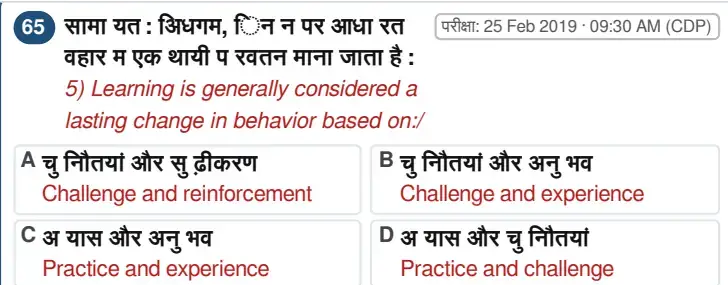 65 सामा यत : अिधगम, ि◌न न पर आधा रत
परीक्षा: 25 Feb 2019 · 09:30 AM (CDP)
वहार म एक थायी प रवतन माना जाता है :
5) Learning is generally considered a
lasting change in behavior based on:/
A चु नौतियां और सु ढ़ीकरण
Challenge and reinforcement
B चु नौतियां और अनु भव
Challenge and experience
C अ यास और अनु भव
Practice and experience
D अ यास और चु नौतियां
Practice and challenge